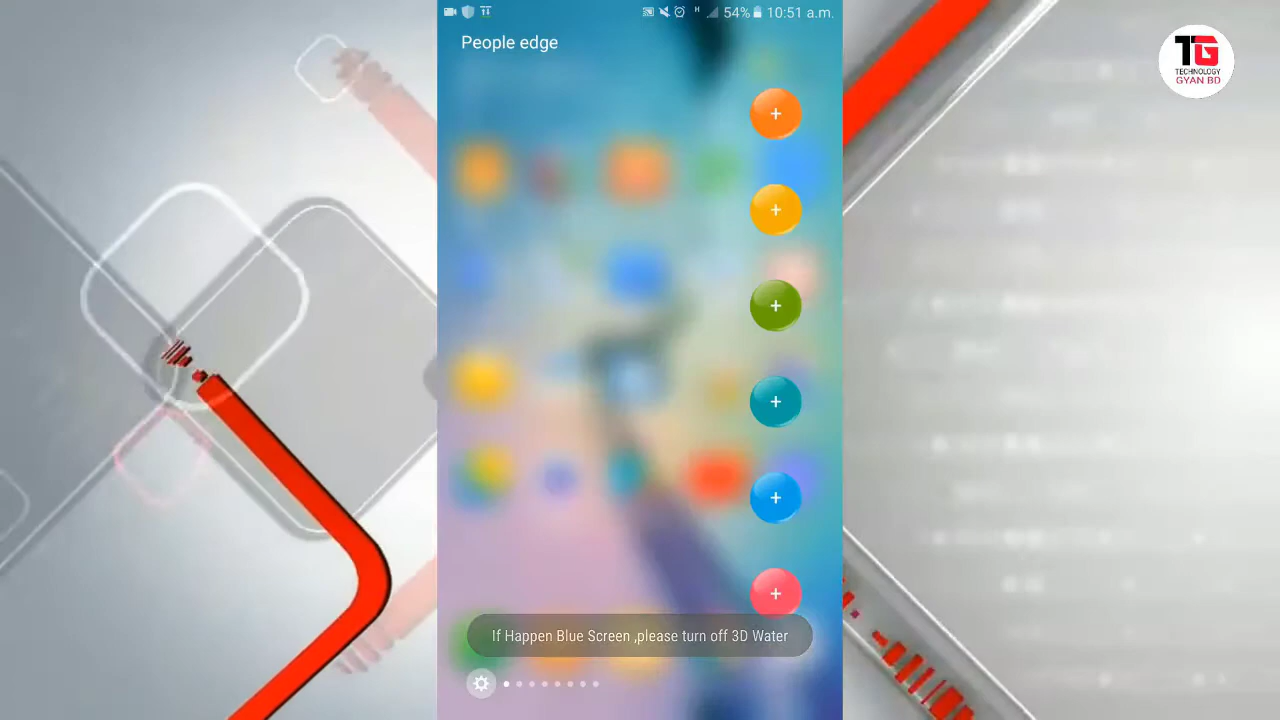 54% 10:51 a.m.
People edge
TG
TECHNOLOGY
GYAN BD
If Happen Blue Screen ,please turn off 3D Water